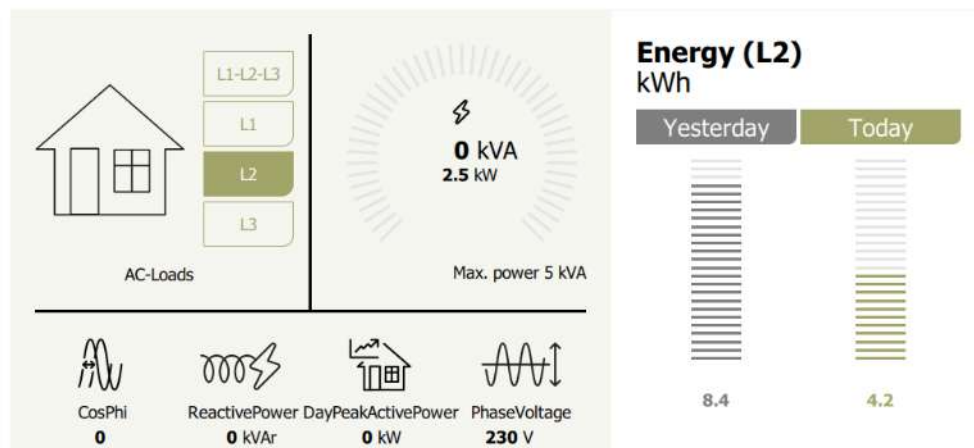 L1-L2-L3
L1
L2
L3
AC-Loads
0 kVA
2.5 kW
Max. power 5 kVA
CosPhi
0
ReactivePower
0 kVAr
DayPeakActivePower
0 kW
PhaseVoltage
230 V
Energy (L2)
kWh
Yesterday
Today
8.4
4.2